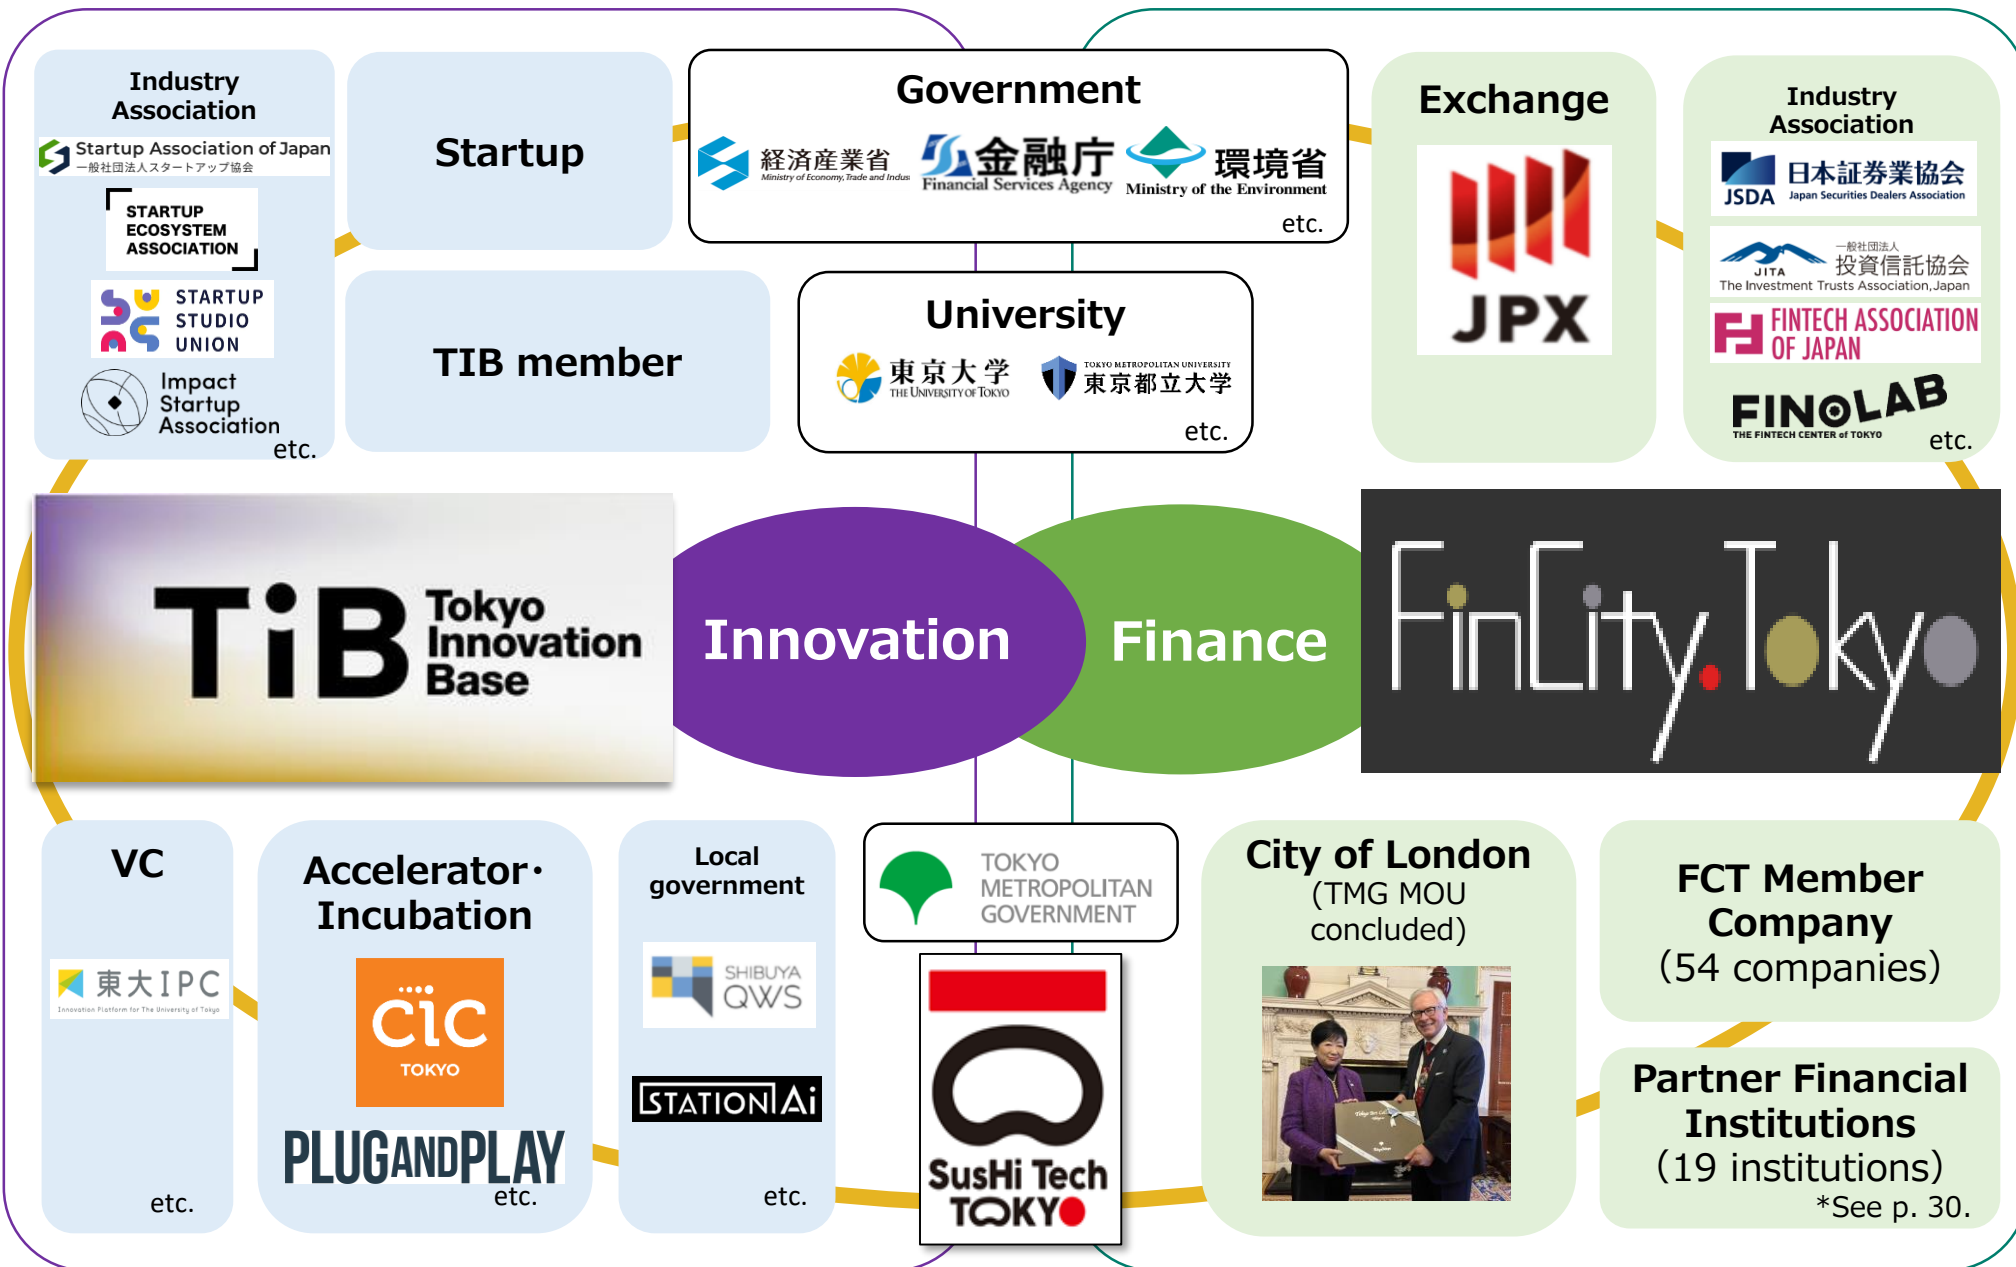 Industry
Association
Startup Association of Japan
一般社団法人スタートアップ協会
STARTUP
ECOSYSTEM
ASSOCIATION
STARTUP
STUDIO
UNION
Impact
Startup
Association
etc.
Startup
TIB member
Government
経済産業省
Ministry of Economy, Trade and Indus
金融庁
Financial Services Agency
環境省
Ministry of the Environment
etc.
University
東京大学
THE UNIVERSITY OF TOKYO
TOKYO METROPOLITAN UNIVERSITY
東京都立大学
etc.
Exchange
JPX
Industry
Association
JSDA
日本証券業協会
Japan Securities Dealers Association
JITA
一般社団法人
投資信託協会
The Investment Trusts Association, Japan
FINTECH ASSOCIATION
OF JAPAN
FINOLAB
THE FINTECH CENTER of TOKYO
etc.
TiB
Tokyo
Innovation
Base
Innovation
Finance
FinCity.Tokyo
VC
東大IPC
Innovation Platform for The University of Tokyo
etc.
Accelerator・
Incubation
CIC
TOKYO
PLUGANDPLAY
etc.
Local
government
SHIBUYA
QWS
STATION Ai
etc.
TOKYO
METROPOLITAN
GOVERNMENT
SusHi Tech
TOKYO
City of London
(TMG MOU
concluded)
FCT Member
Company
（54 companies）
Partner Financial
Institutions
（19 institutions）
*See p. 30.